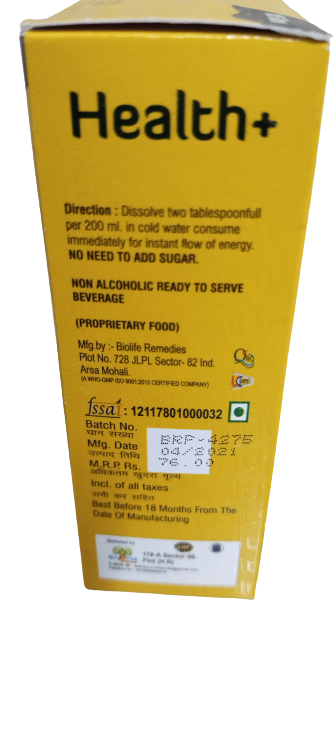 Health+
Direction : Dissolve two tablespoonfull
per 200 ml. in cold water consume
immediately for instant flow of energy.
NO NEED TO ADD SUGAR.
NON ALCOHOLIC READY TO SERVE
BEVERAGE
(PROPRIETARY FOOD)
Mfg.by :- Biolife Remedies
Plot No. 728 JLPL Sector- 82 Ind.
Area Mohali.
(A WHO-GMP ISO 9001:2015 CERTIFIED COMPANY)
fssai : 12117801000032
Batch No. BRP-4275
घान संख्या
Mfg. Date 04/2021
उत्पाद तिथि
M.R.P. Rs. 76.00
अधिकतम खुदरा मूल्य
Incl. of all taxes
सभी कर सहित
Best Before 18 Months From The
Date Of Manufacturing